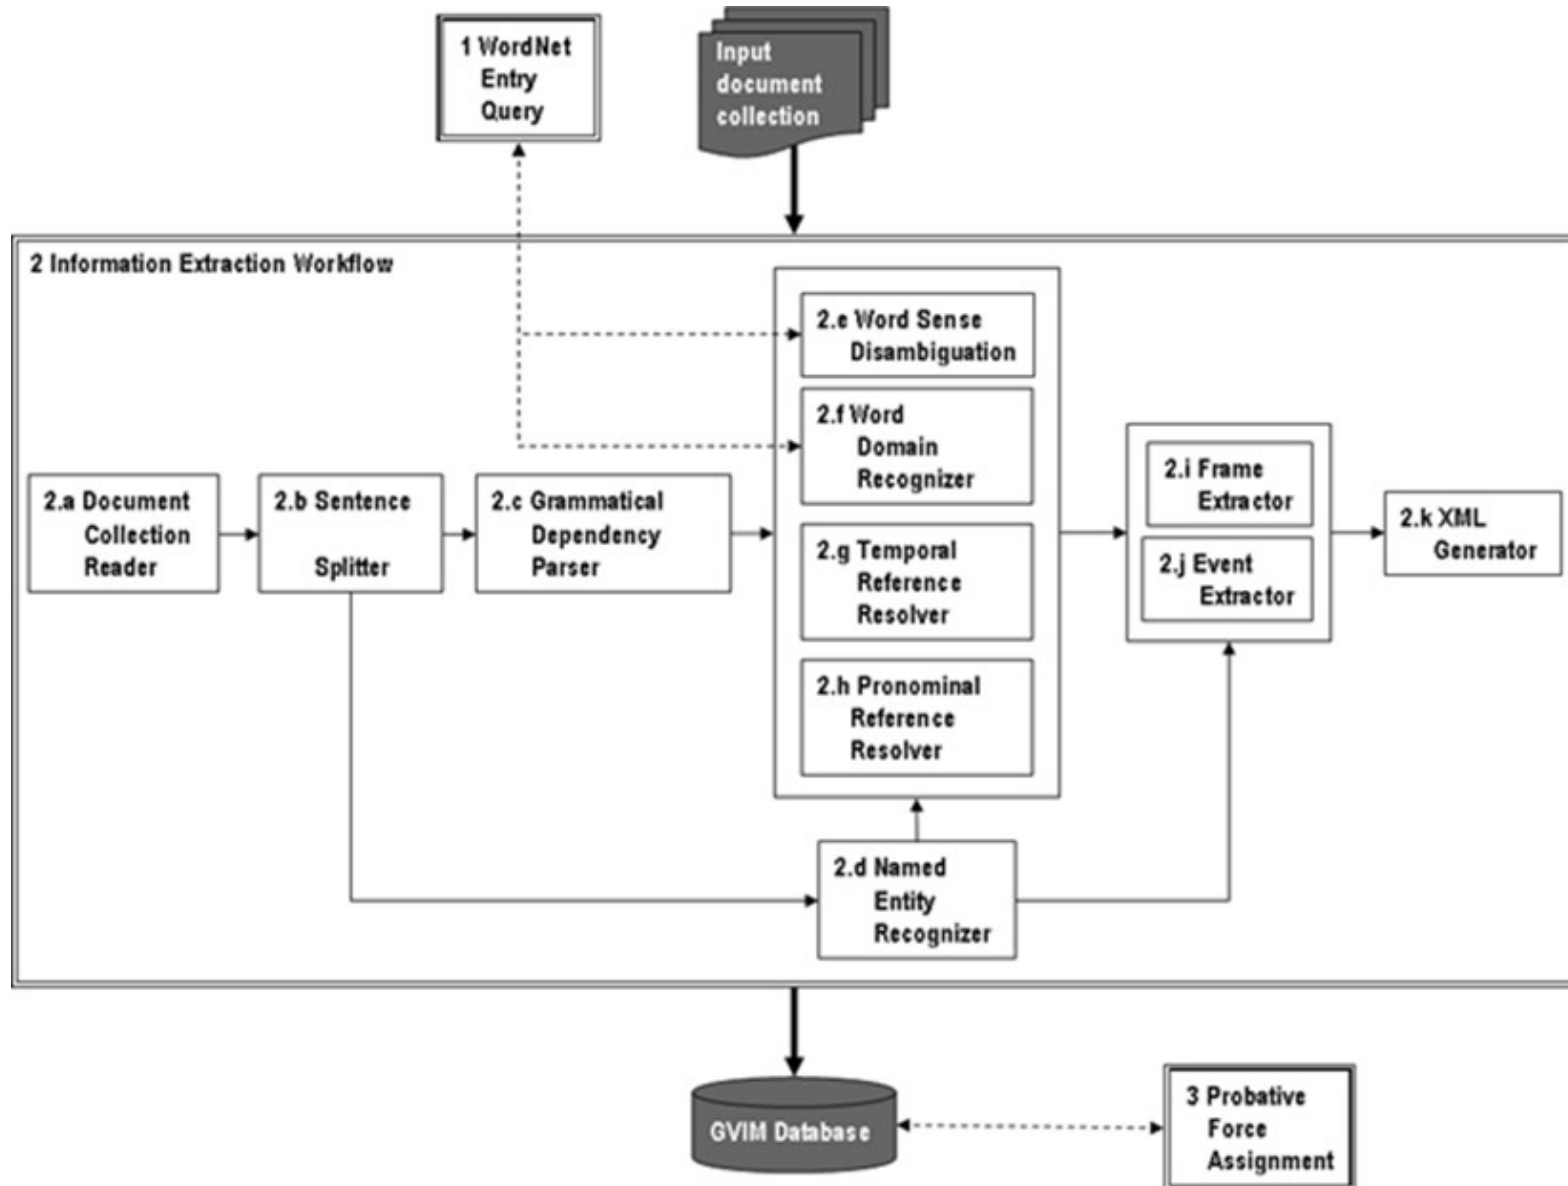 1 WordNet
Entry
Query
Input
document
collection
2 Information Extraction Workflow
2.e Word Sense
Disambiguation
2.f Word
Domain
Recognizer
2.a Document
Collection
Reader
2.b Sentence
Splitter
2.c Grammatical
Dependency
Parser
2.g Temporal
Reference
Resolver
2.h Pronominal
Reference
Resolver
2.i Frame
Extractor
2.j Event
Extractor
2.k XML
Generator
2.d Named
Entity
Recognizer
GVIM Database
3 Probative
Force
Assignment